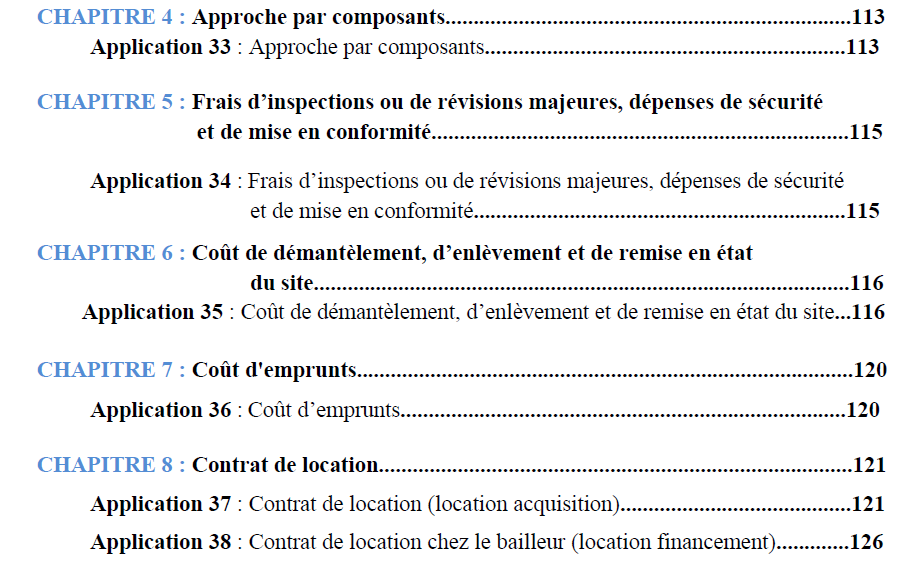 CHAPITRE 4 : Approche par composants....................................................................113
Application 33 : Approche par composants............................................................113
CHAPITRE 5 : Frais d’inspections ou de révisions majeures, dépenses de sécurité
et de mise en conformité......................................................................115
Application 34 : Frais d’inspections ou de révisions majeures, dépenses de sécurité
et de mise en conformité..............................................................115
CHAPITRE 6 : Coût de démantèlement, d’enlèvement et de remise en état
du site.........................................................................................116
Application 35 : Coût de démantèlement, d’enlèvement et de remise en état du site...116
CHAPITRE 7 : Coût d'emprunts...................................................................................120
Application 36 : Coût d’emprunts..........................................................................120
CHAPITRE 8 : Contrat de location...............................................................................121
Application 37 : Contrat de location (location acquisition).......................................121
Application 38 : Contrat de location chez le bailleur (location financement).............126